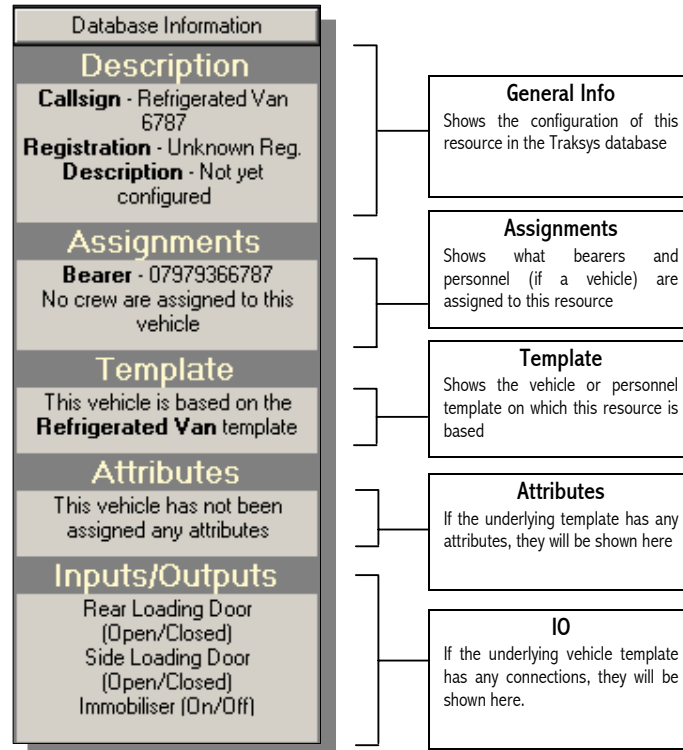 Database Information
Description
Callsign - Refrigerated Van
6787
Registration - Unknown Reg.
Description - Not yet
configured
Assignments
Bearer - 07979366787
No crew are assigned to this
vehicle
Template
This vehicle is based on the
Refrigerated Van template
Attributes
This vehicle has not been
assigned any attributes
Inputs/Outputs
Rear Loading Door
(Open/Closed)
Side Loading Door
(Open/Closed)
Immobiliser (On/Off)
General Info
Shows the configuration of this
resource in the Traksys database
Assignments
Shows what bearers and
personnel (if a vehicle) are
assigned to this resource
Template
Shows the vehicle or personnel
template on which this resource is
based
Attributes
If the underlying template has any
attributes, they will be shown here
IO
If the underlying vehicle template
has any connections, they will be
shown here.